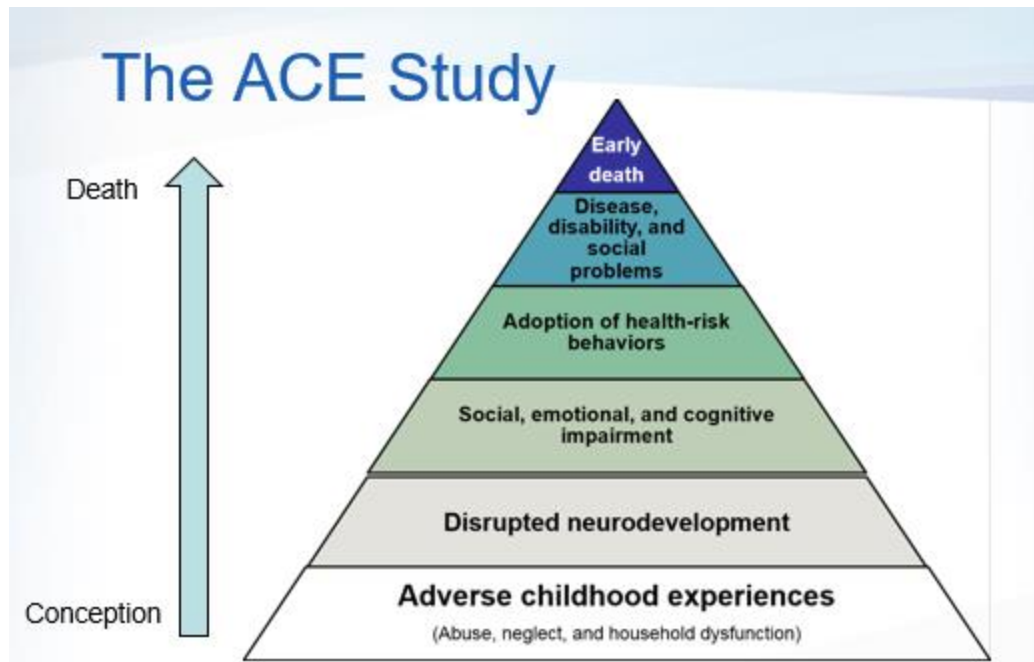 The ACE Study
Death
Early
death
Disease,
disability, and
social
problems
Adoption of health-risk
behaviors
Social, emotional, and cognitive
impairment
Disrupted neurodevelopment
Adverse childhood experiences
(Abuse, neglect, and household dysfunction)
Conception